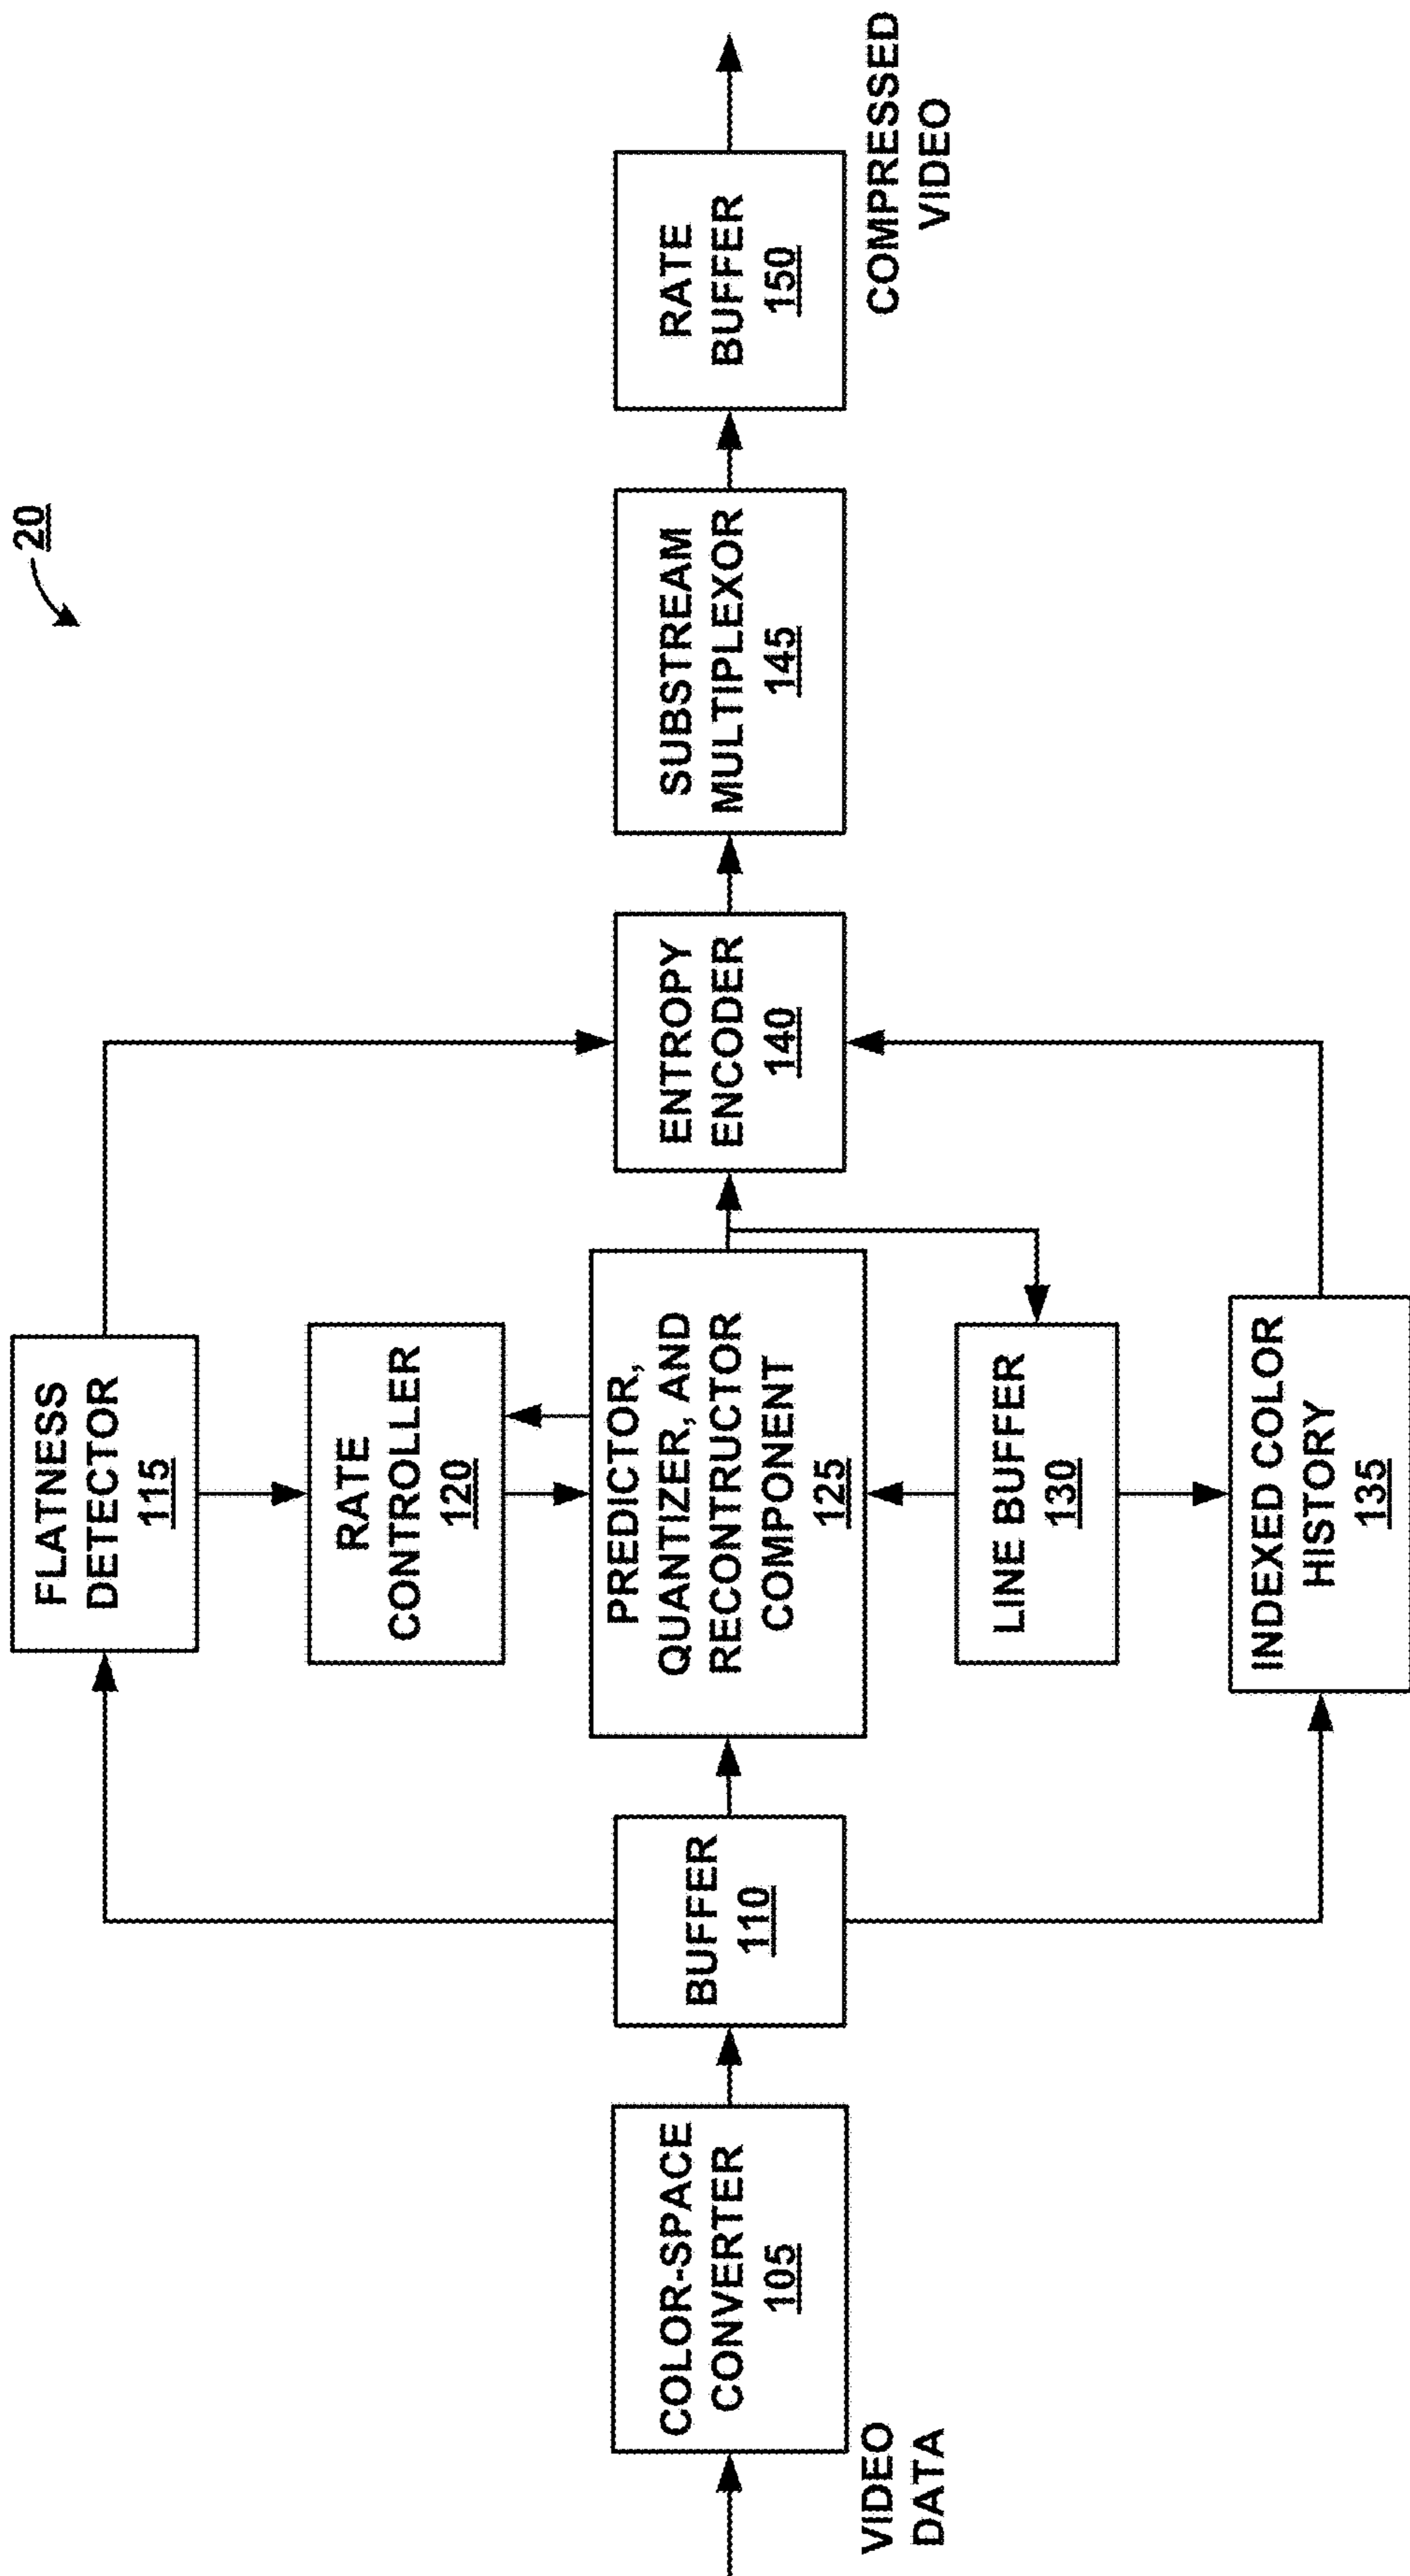 20
FLATNESS
DETECTOR
115
RATE
CONTROLLER
120
VIDEO
DATA
COLOR-SPACE
CONVERTER
105
BUFFER
110
PREDICTOR,
QUANTIZER, AND
RECONTRUCTOR
COMPONENT
125
ENTROPY
ENCODER
140
SUBSTREAM
MULTIPLEXOR
145
RATE
BUFFER
150
COMPRESSED
VIDEO
LINE BUFFER
130
INDEXED COLOR
HISTORY
135